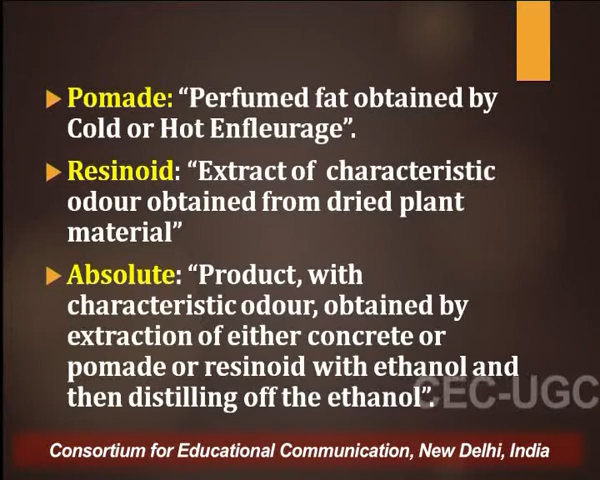 Pomade: “Perfumed fat obtained by
Cold or Hot Enfleurage”.
Resinoid: “Extract of characteristic
odour obtained from dried plant
material”
Absolute: “Product, with
characteristic odour, obtained by
extraction of either concrete or
pomade or resinoid with ethanol and
then distilling off the ethanol”.
CEC-UGC
Consortium for Educational Communication, New Delhi, India